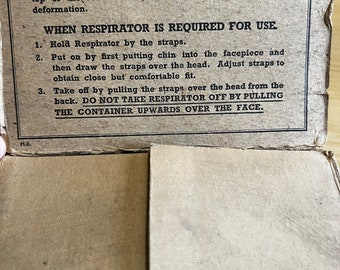 deformation.
WHEN RESPIRATOR IS REQUIRED FOR USE.
1. Hold Respirator by the straps.
2. Put on by first putting chin into the facepiece and
then draw the straps over the head. Adjust straps to
obtain close but comfortable fit.
3. Take off by pulling the straps over the head from the
back. DO NOT TAKE RESPIRATOR OFF BY PULLING
THE CONTAINER UPWARDS OVER THE FACE.